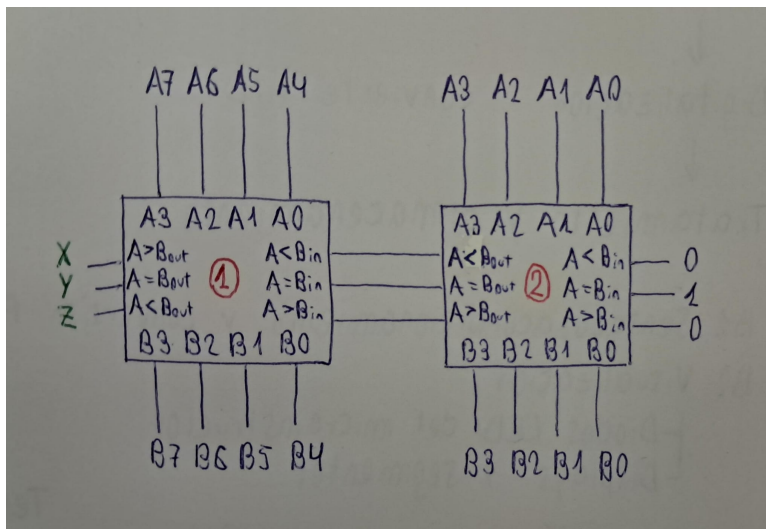 A7 A6 A5 A4
A3 A2 A1 A0
A3 A2 A1 A0
X A>Bout A<Bin
Y A=Bout 1 A=Bin
Z A<Bout A>Bin
B3 B2 B1 B0
B7 B6 B5 B4
A3 A2 A1 A0
A<Bout A<Bin 0
A=Bout 2 A=Bin 1
A>Bout A>Bin 0
B3 B2 B1 B0
B3 B2 B1 B0